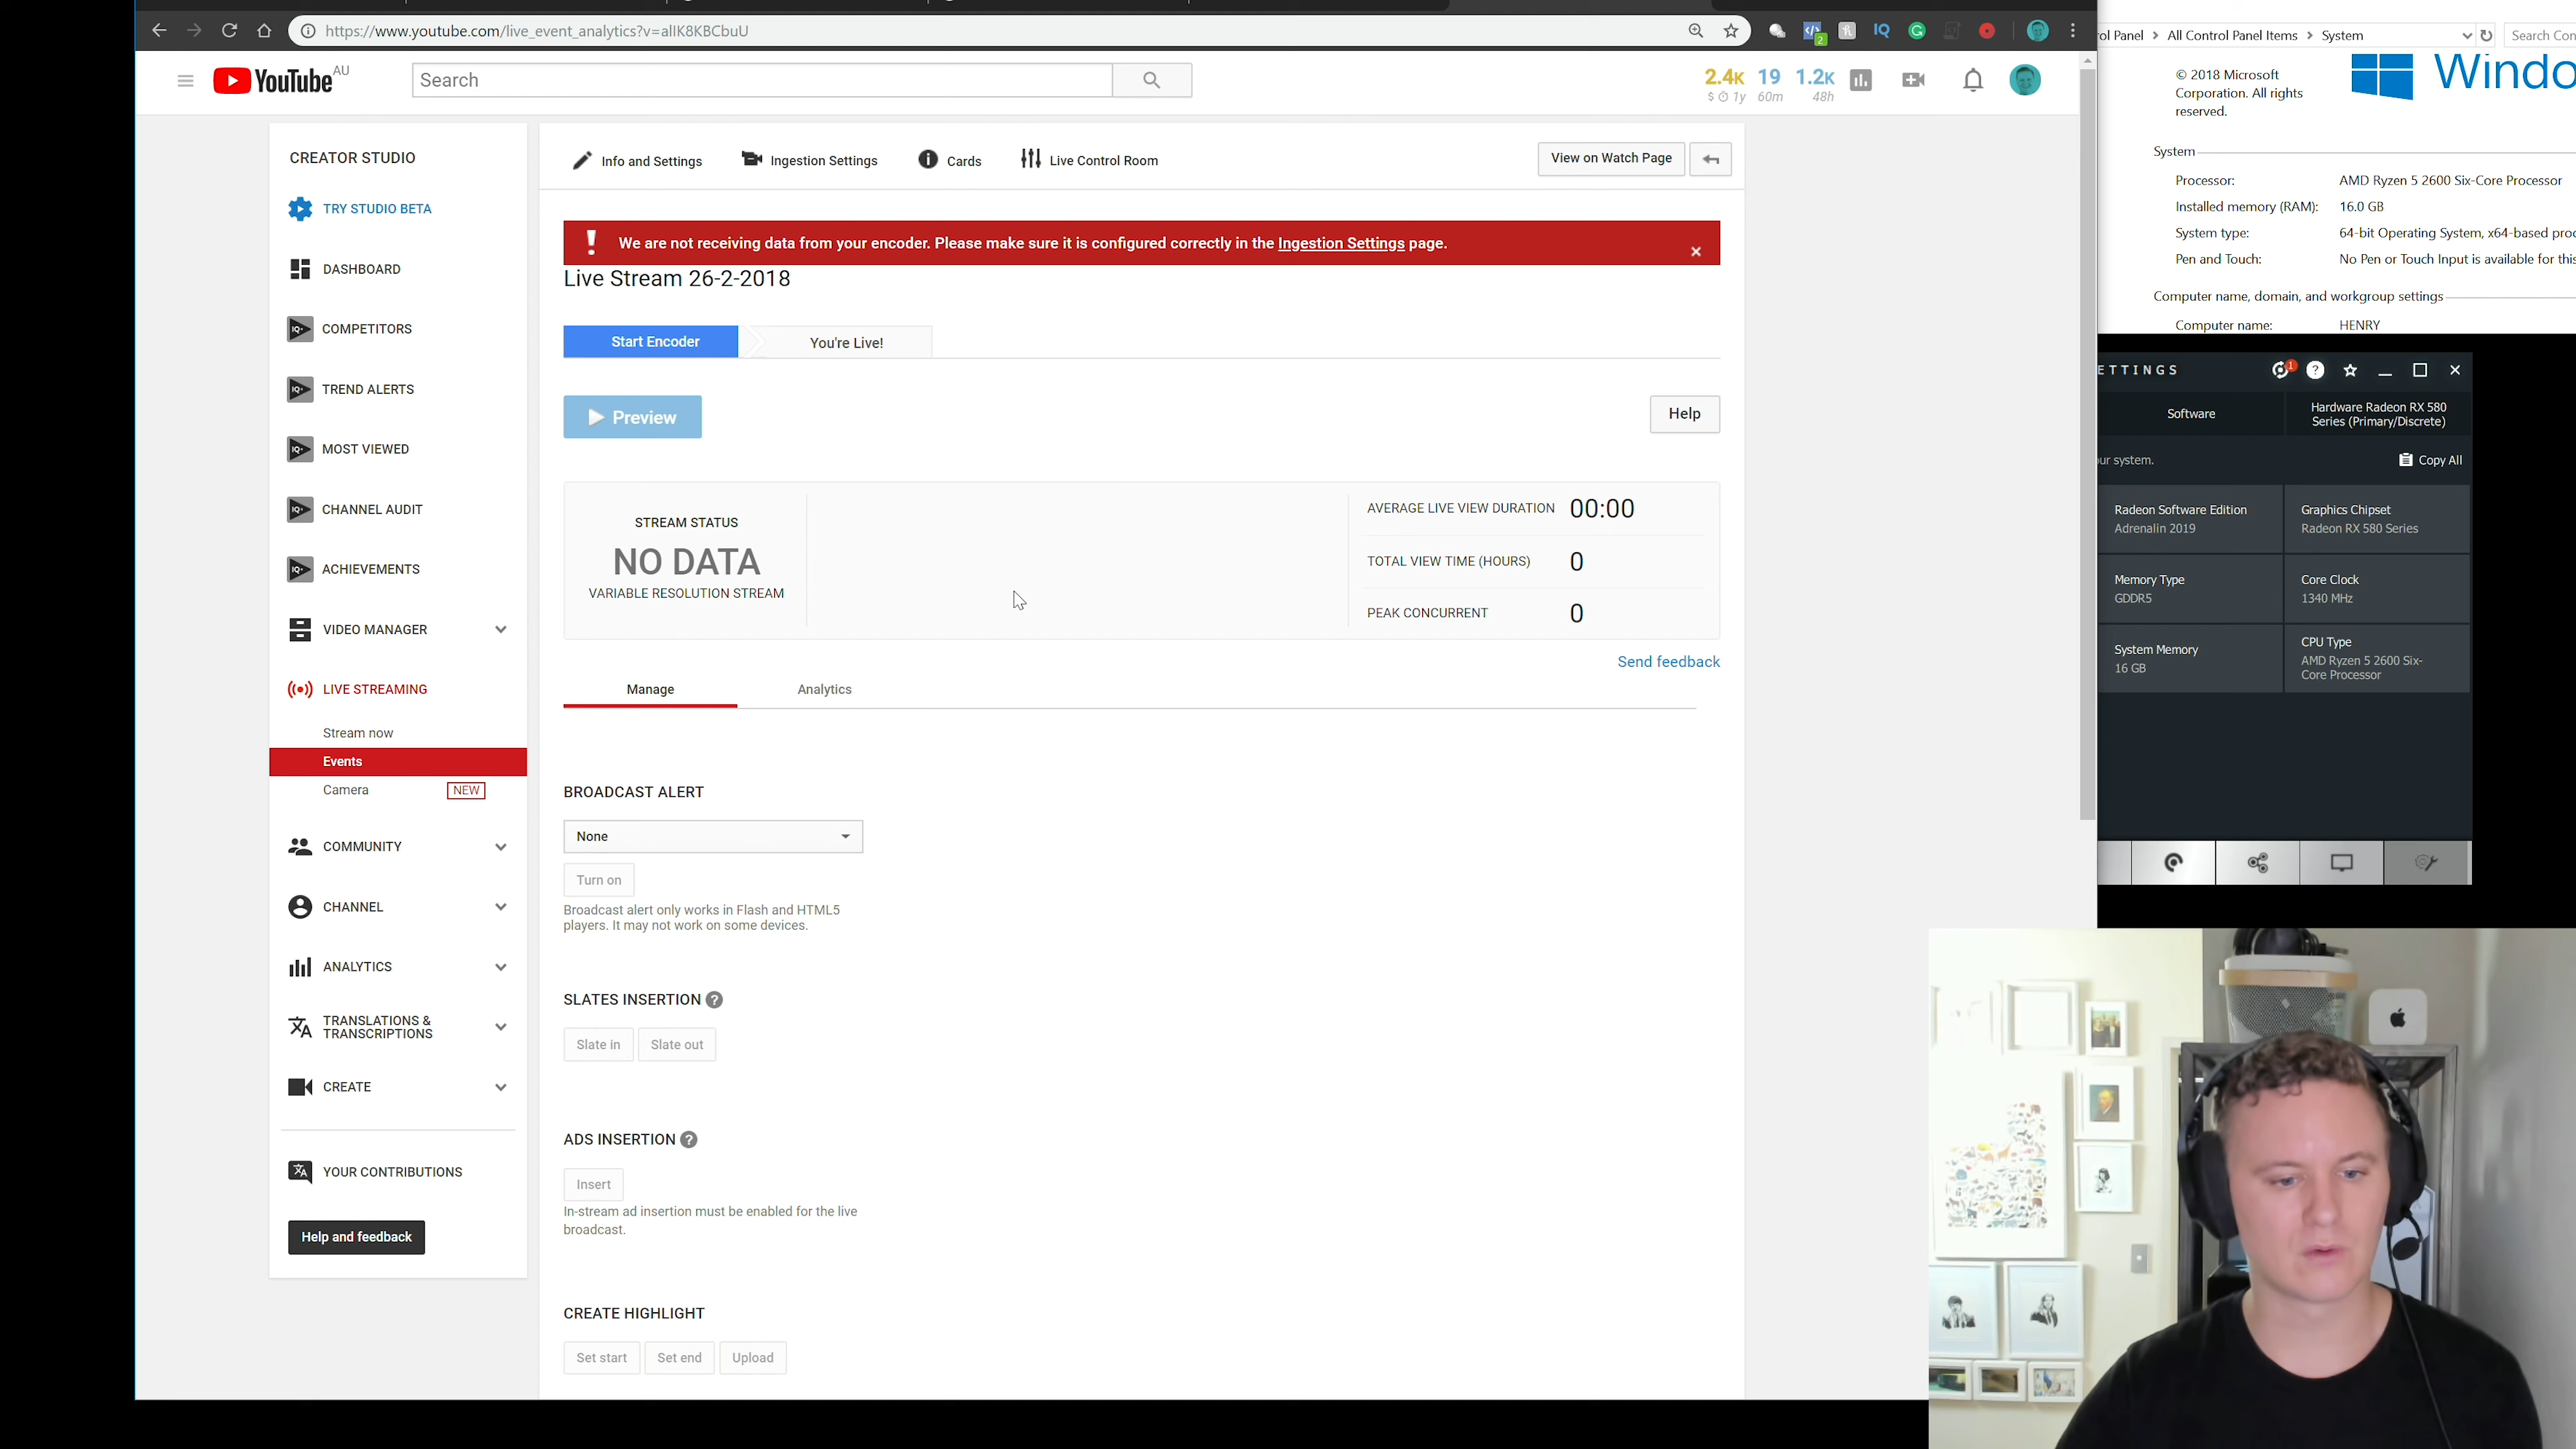 https://www.youtube.com/live_event_analytics?v=alIK8KBCbuU
IQ
2
YouTube AU
Search
2.4K 19 1.2K
1y 60m 48h
CREATOR STUDIO
TRY STUDIO BETA
DASHBOARD
COMPETITORS
TREND ALERTS
MOST VIEWED
CHANNEL AUDIT
ACHIEVEMENTS
VIDEO MANAGER
LIVE STREAMING
Stream now
Events
Camera NEW
COMMUNITY
CHANNEL
ANALYTICS
TRANSLATIONS &
TRANSCRIPTIONS
CREATE
YOUR CONTRIBUTIONS
Help and feedback
Info and Settings
Ingestion Settings
Cards
Live Control Room
View on Watch Page
We are not receiving data from your encoder. Please make sure it is configured correctly in the Ingestion Settings page.
Live Stream 26-2-2018
Start Encoder
You're Live!
Preview
Help
STREAM STATUS
NO DATA
VARIABLE RESOLUTION STREAM
AVERAGE LIVE VIEW DURATION 00:00
TOTAL VIEW TIME (HOURS) 0
PEAK CONCURRENT 0
Send feedback
Manage
Analytics
BROADCAST ALERT
None
Turn on
Broadcast alert only works in Flash and HTML5
players. It may not work on some devices.
SLATES INSERTION ?
Slate in
Slate out
ADS INSERTION ?
Insert
In-stream ad insertion must be enabled for the live
broadcast.
CREATE HIGHLIGHT
Set start
Set end
Upload
ol Panel > All Control Panel Items > System
Search Con
© 2018 Microsoft
Corporation. All rights
reserved.
Windo
System
Processor: AMD Ryzen 5 2600 Six-Core Processor
Installed memory (RAM): 16.0 GB
System type: 64-bit Operating System, x64-based proc
Pen and Touch: No Pen or Touch Input is available for this
Computer name, domain, and workgroup settings
Computer name: HENRY
ETTINGS
1
?
Software
Hardware Radeon RX 580
Series (Primary/Discrete)
ur system.
Copy All
Radeon Software Edition
Adrenalin 2019
Graphics Chipset
Radeon RX 580 Series
Memory Type
GDDR5
Core Clock
1340 MHz
System Memory
16 GB
CPU Type
AMD Ryzen 5 2600 Six-
Core Processor